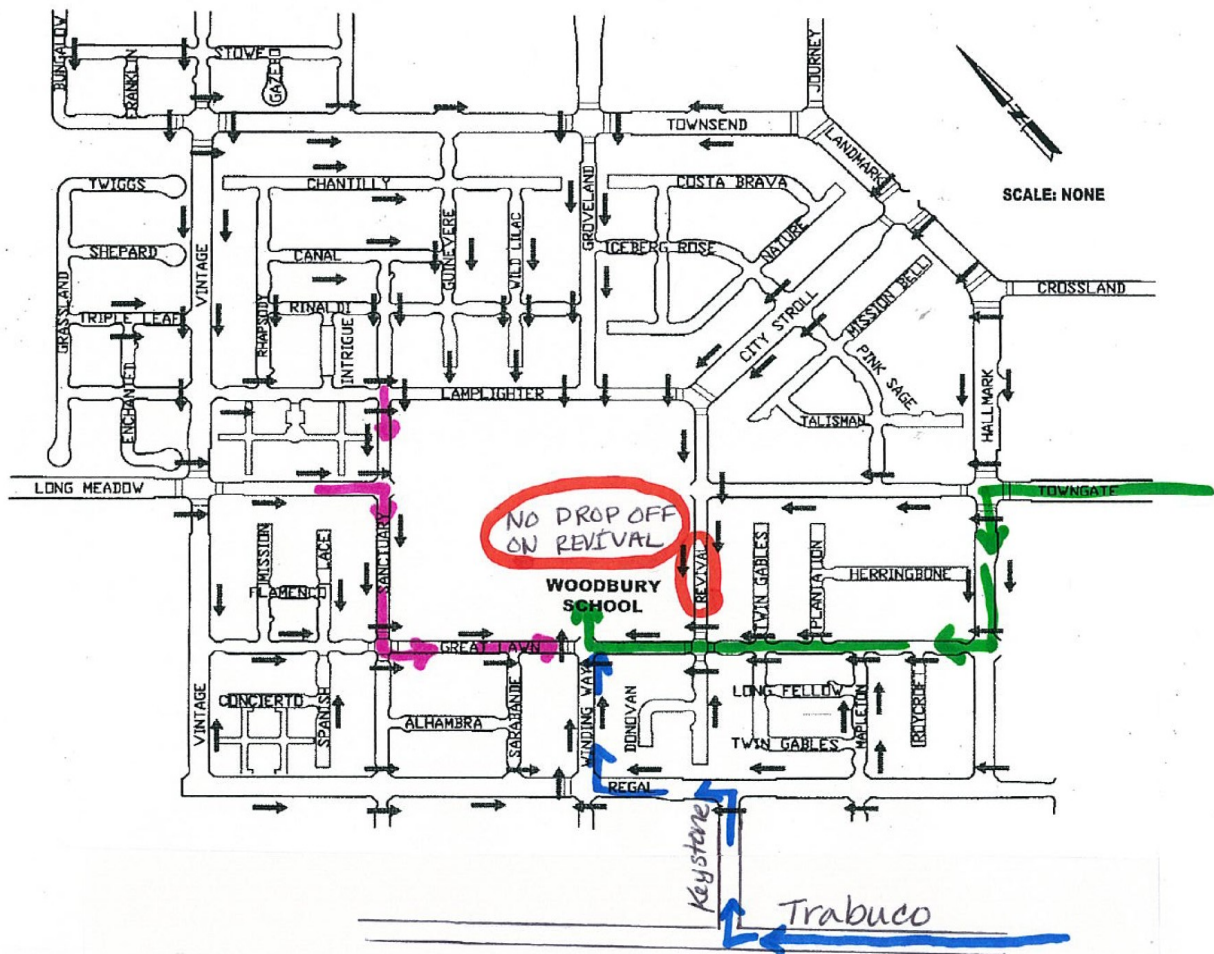 BUNGALOW
RANKLIN
STOWE
GAZEB
JOURNEY
TOWNSEND
LANDMARK
SCALE: NONE
TWIGGS
CHANTILLY
COSTA BRAVA
SHEPARD
VINTAGE
CANAL
GUINEVERE
WILD LILAC
GROVELAND
ICEBERG ROSE
NATURE
MISSION BELL
CROSSLAND
GRASSLAND
TRIPLE LEAF
RHAPSODY
RINALDI
INTRIGUE
CITY STROLL
PINK SAGE
ENCHANTED
LAMPLIGHTER
TALISMAN
HALLMARK
LONG MEADOW
TOWNGATE
NO DROP OFF
ON REVIVAL
MISSION
LACEY
FLAMENCO
SANCTUARY
WOODBURY
SCHOOL
REVIVAL
TWIN GABLES
PLANTATION
HERRINGBONE
GREAT LAWN
VINTAGE
CONCIERTO
SPANISH
ALHAMBRA
SARABANDE
WINDING WAY
DONOVAN
LONG FELLOW
TWIN GABLES
MAPLETON
ROYCROFT
REGAL
Keystone
Trabuco